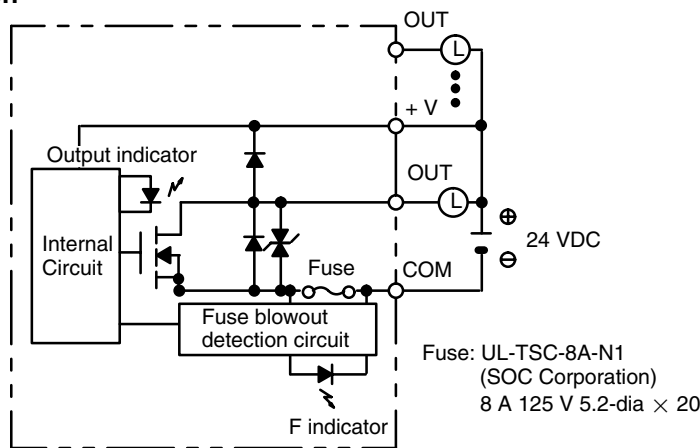 OUT
L
+ V
Output indicator
OUT
L
24 VDC
Internal
Circuit
Fuse
COM
Fuse blowout
detection circuit
Fuse: UL-TSC-8A-N1
(SOC Corporation)
8 A 125 V 5.2-dia × 20
F indicator